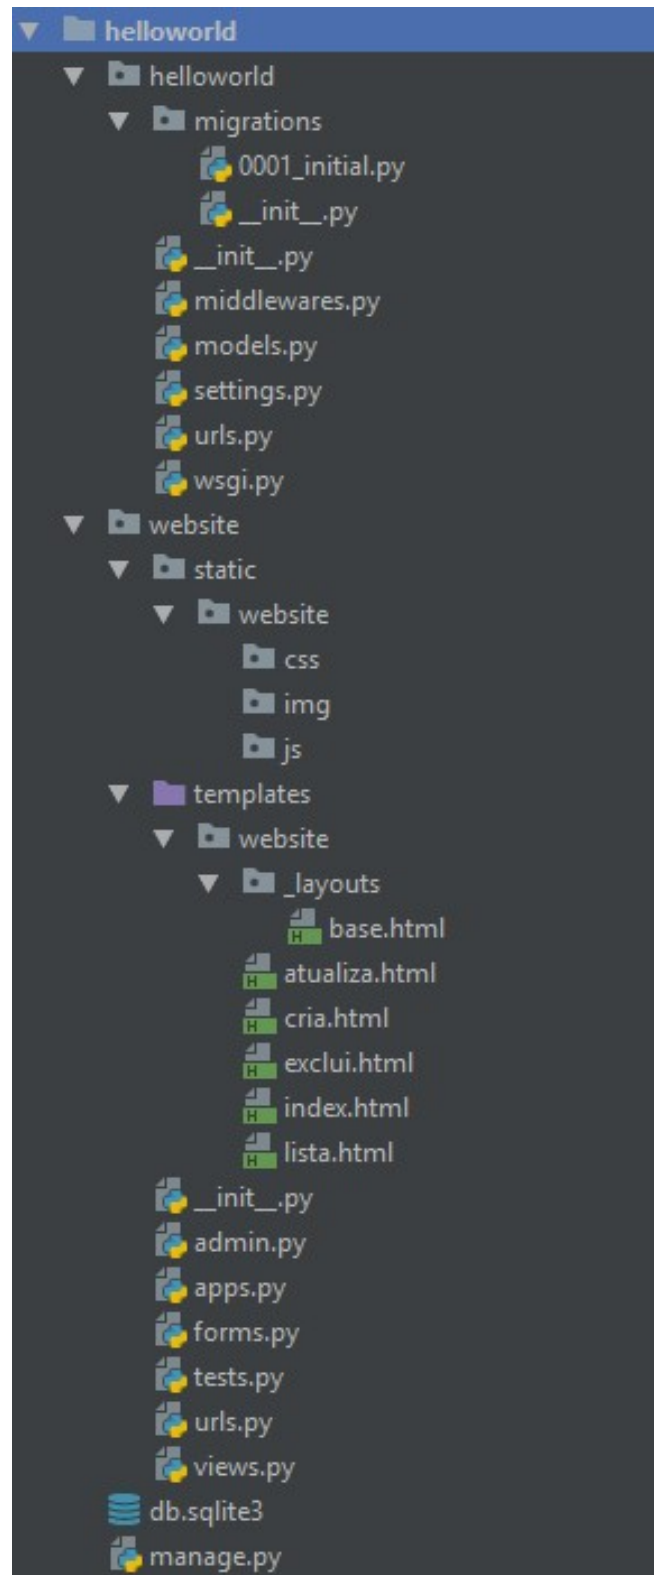 helloworld
helloworld
migrations
0001_initial.py
__init__.py
__init__.py
middlewares.py
models.py
settings.py
urls.py
wsgi.py
website
static
website
css
img
js
templates
website
_layouts
base.html
atualiza.html
cria.html
exclui.html
index.html
lista.html
__init__.py
admin.py
apps.py
forms.py
tests.py
urls.py
views.py
db.sqlite3
manage.py